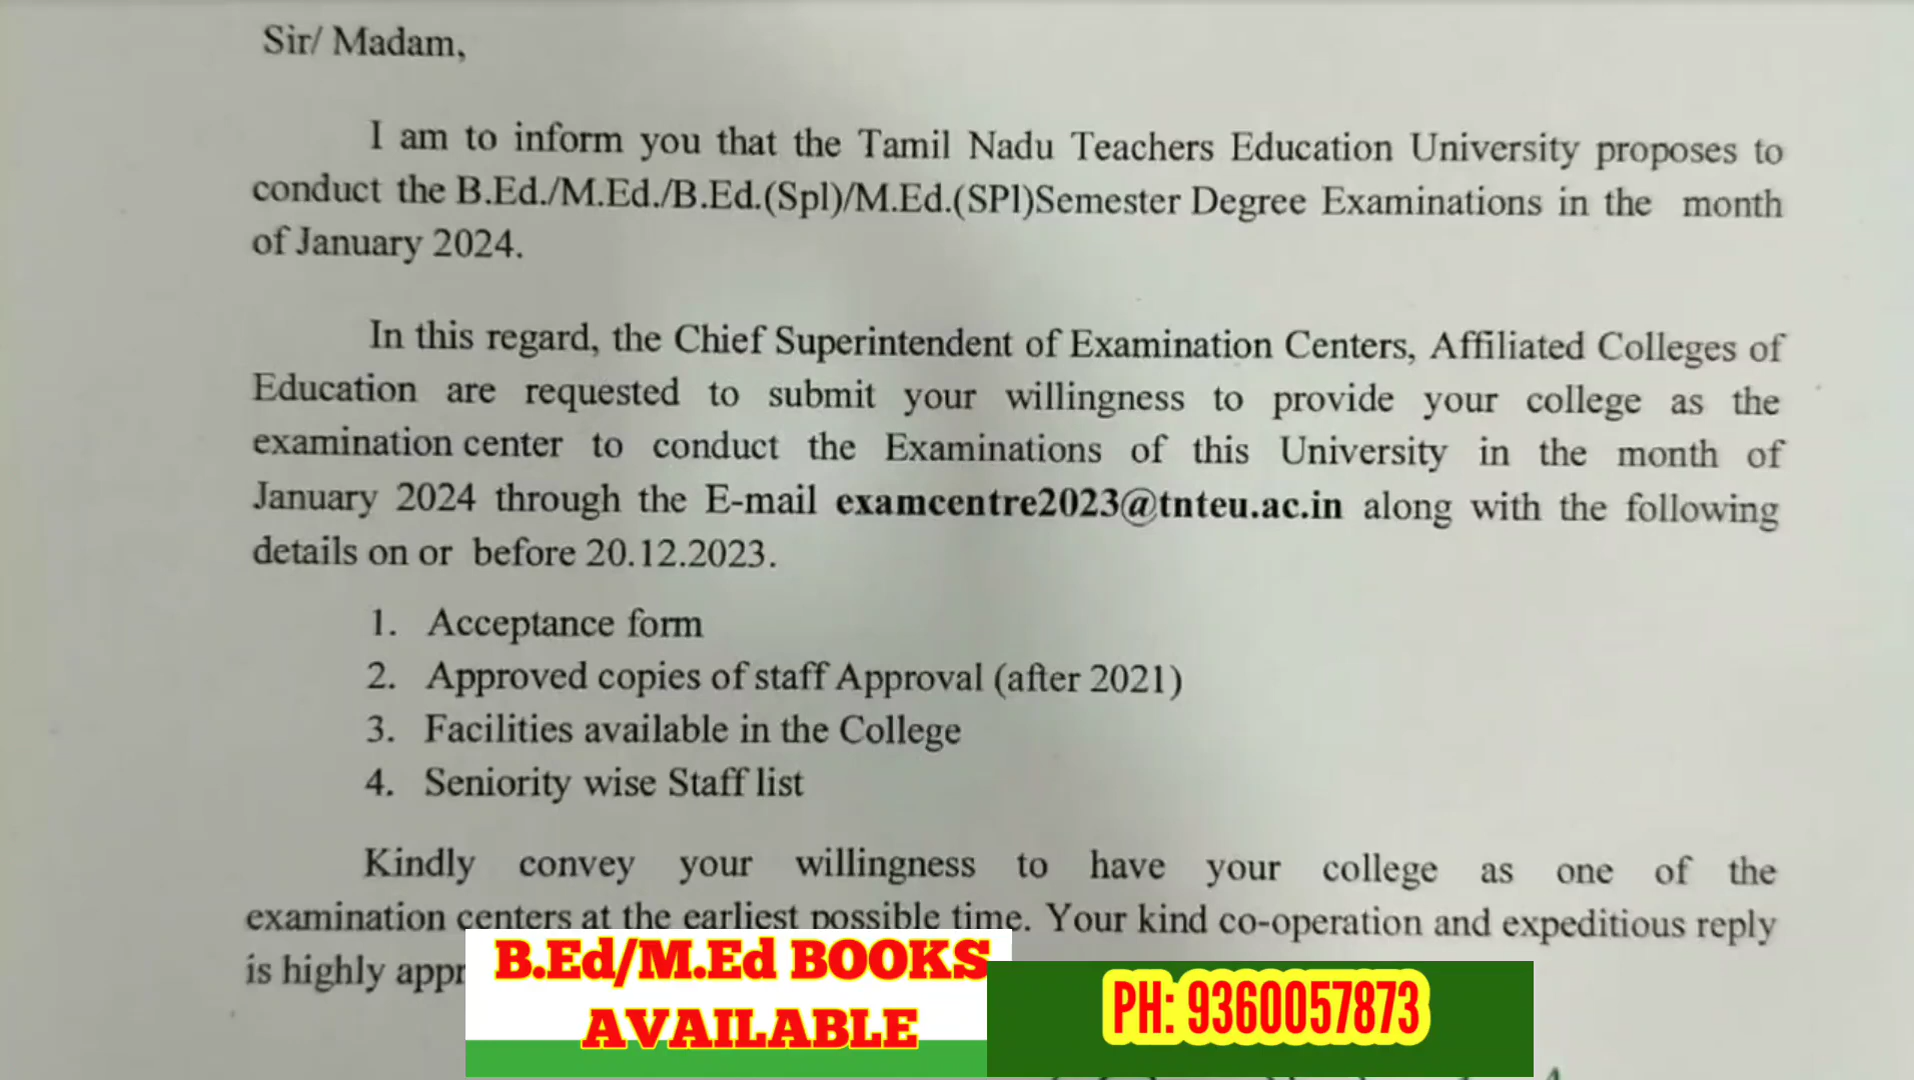 Sir/ Madam,
I am to inform you that the Tamil Nadu Teachers Education University proposes to
conduct the B.Ed./M.Ed./B.Ed.(Spl)/M.Ed.(SPl)Semester Degree Examinations in the month
of January 2024.
In this regard, the Chief Superintendent of Examination Centers, Affiliated Colleges of
Education are requested to submit your willingness to provide your college as the
examination center to conduct the Examinations of this University in the month of
January 2024 through the E-mail examcentre2023@tnteu.ac.in along with the following
details on or before 20.12.2023.
1. Acceptance form
2. Approved copies of staff Approval (after 2021)
3. Facilities available in the College
4. Seniority wise Staff list
Kindly convey your willingness to have your college as one of the
examination centers at the earliest possible time. Your kind co-operation and expeditious reply
is highly appr
B.Ed/M.Ed BOOKS
AVAILABLE
PH: 9360057873